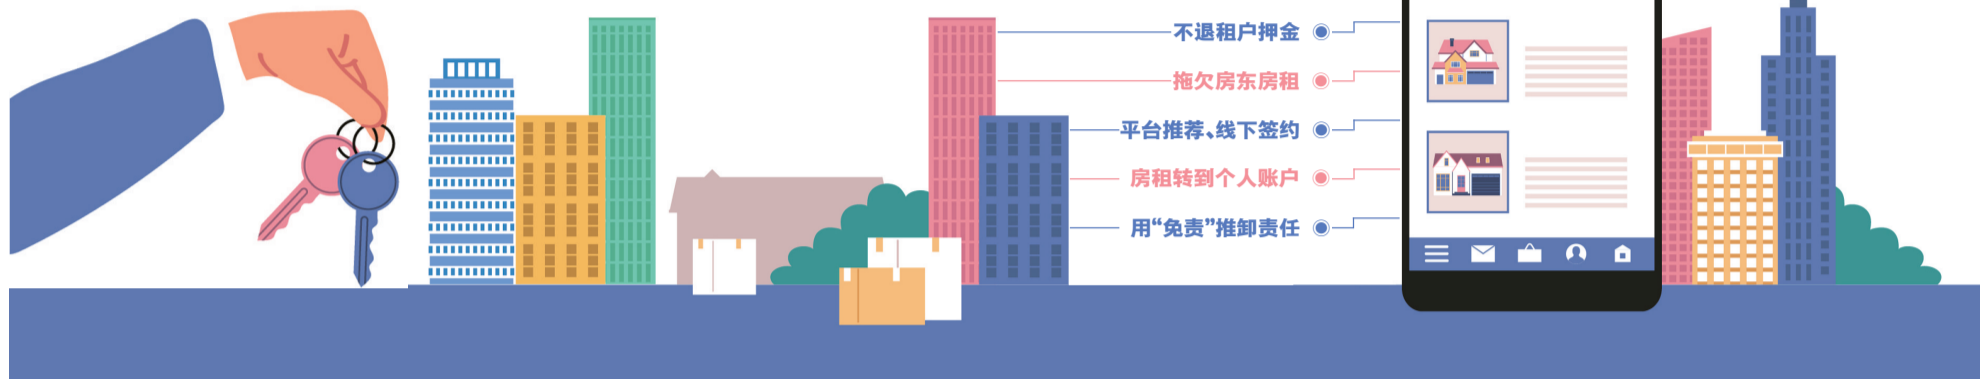 不退租户押金
拖欠房东房租
平台推荐、线下签约
房租转到个人账户
用“免责”推卸责任